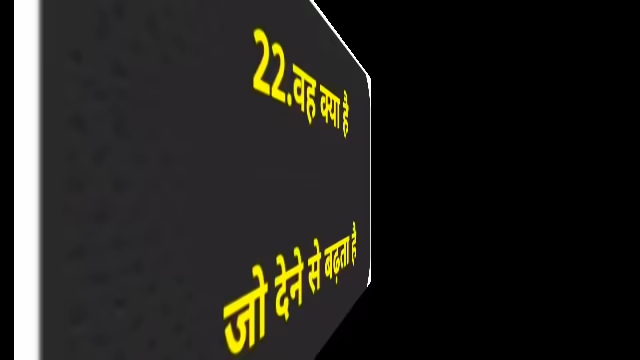 22.वह क्या है
जो देने से बढ़ता है